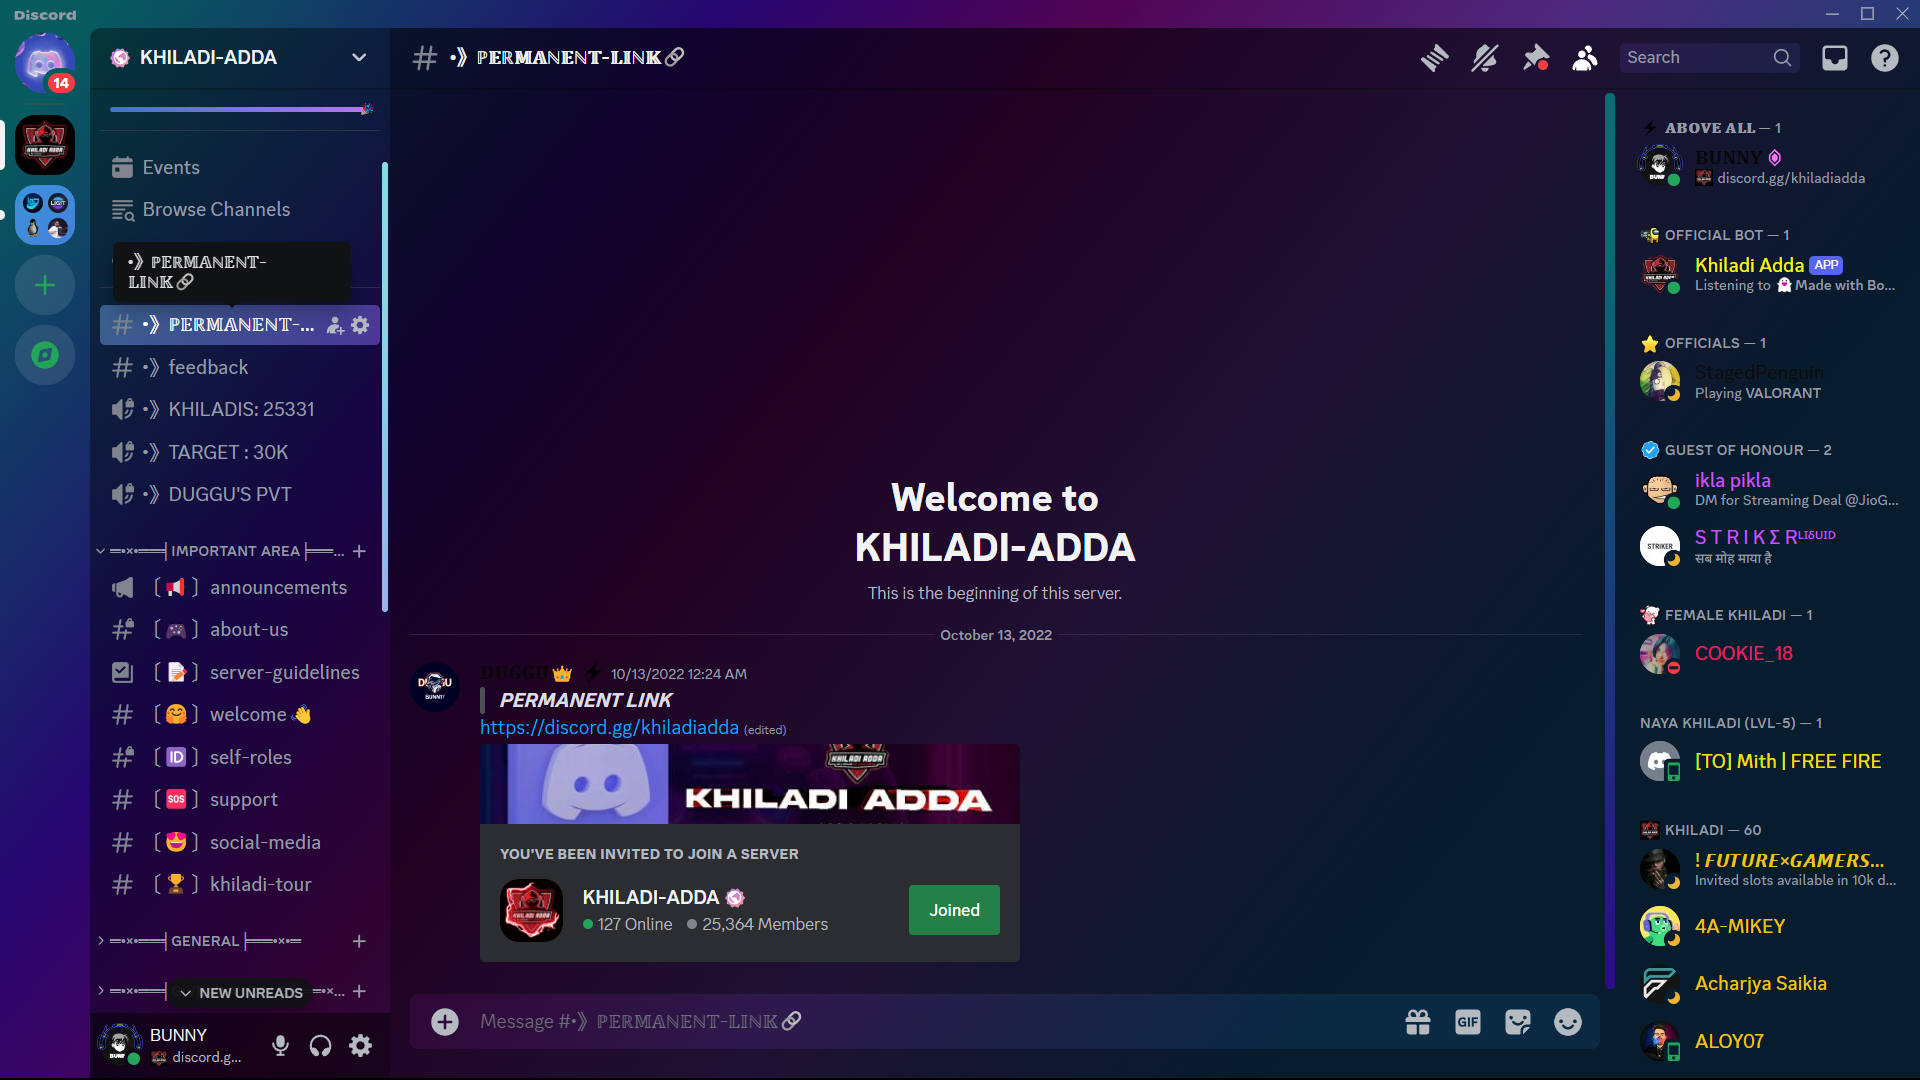 Discord
14
KHILADI-ADDA
Events
Browse Channels
•》ℙ𝔼ℝ𝕄𝔸ℕ𝔼ℕ𝕋-
𝕃𝕀ℕ𝕂🔗
•》ℙ𝔼ℝ𝕄𝔸ℕ𝔼ℕ𝕋-...
•》feedback
•》KHILADIS: 25331
•》TARGET : 30K
•》DUGGU'S PVT
═•×•═══╡IMPORTANT AREA╞═══...
〔📢〕announcements
〔🎮〕about-us
〔📝〕server-guidelines
〔🤗〕welcome👋
〔🆔〕self-roles
〔🆘〕support
〔🤩〕social-media
〔🏆〕khiladi-tour
═•×•═══╡GENERAL╞═══•×•═
NEW UNREADS
BUNNY
discord.g...
•》ℙ𝔼ℝ𝕄𝔸ℕ𝔼ℕ𝕋-𝕃𝕀ℕ𝕂🔗
Search
Welcome to
KHILADI-ADDA
This is the beginning of this server.
October 13, 2022
DUGGU👑 ⚡ 10/13/2022 12:24 AM
PERMANENT LINK
https://discord.gg/khiladiadda (edited)
KHILADI ADDA
KHILADI ADDA
YOU'VE BEEN INVITED TO JOIN A SERVER
KHILADI-ADDA
127 Online 25,364 Members
Joined
Message #•》ℙ𝔼ℝ𝕄𝔸ℕ𝔼ℕ𝕋-𝕃𝕀ℕ𝕂🔗
GIF
ABOVE ALL — 1
BUNNY
discord.gg/khiladiadda
OFFICIAL BOT — 1
Khiladi Adda APP
Listening to 👻 Made with Bo...
OFFICIALS — 1
StagedPenguin
Playing VALORANT
GUEST OF HONOUR — 2
ikla pikla
DM for Streaming Deal @JioG...
STRIKER
S T R I K Σ R ᴸᴵᵟᵁᴵᴰ
सब मोह माया है
FEMALE KHILADI — 1
COOKIE_18
NAYA KHILADI (LVL-5) — 1
[TO] Mith | FREE FIRE
KHILADI — 60
! FUTURE×GAMERS...
Invited slots available in 10k d...
4A-MIKEY
Acharjya Saikia
ALOY07